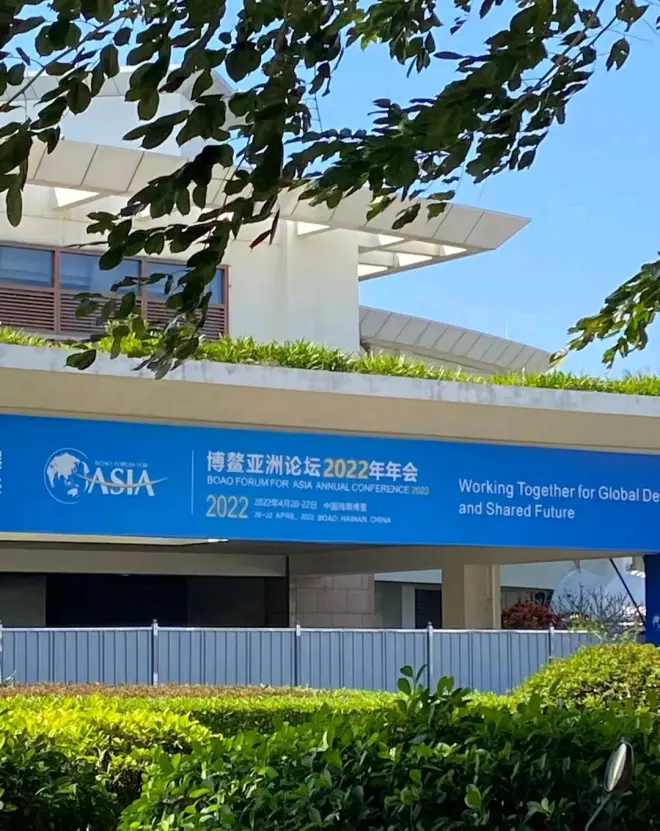 BOAO FORUM FOR
ASIA
博鳌亚洲论坛2022年年会
BOAO FORUM FOR ASIA ANNUAL CONFERENCE 2022
2022
2022年4月20-22日 中国海南博鳌
20-22 APRIL, 2022 BOAO, HAINAN, CHINA
Working Together for Global De
and Shared Future